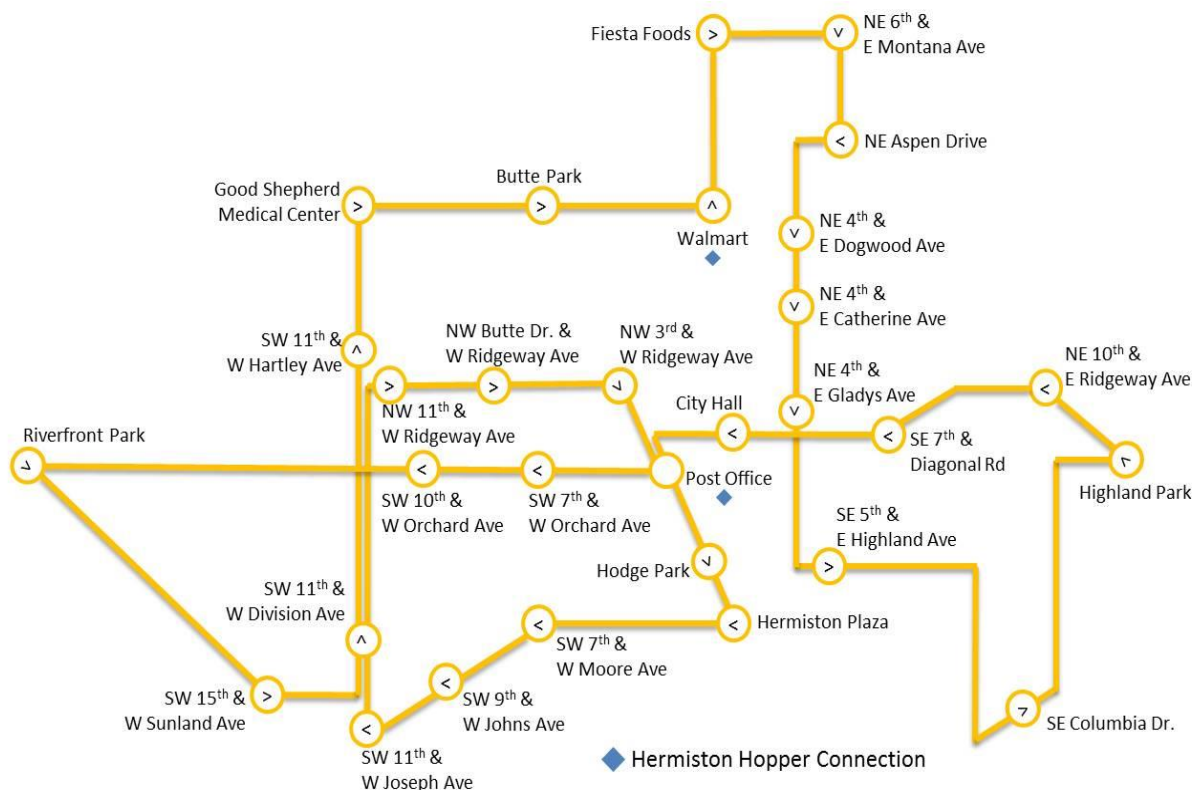 Fiesta Foods
NE 6th &
E Montana Ave
NE Aspen Drive
Good Shepherd
Medical Center
Butte Park
Walmart
NE 4th &
E Dogwood Ave
NE 4th &
E Catherine Ave
SW 11th &
W Hartley Ave
NW Butte Dr. &
W Ridgeway Ave
NW 3rd &
W Ridgeway Ave
NE 4th &
E Gladys Ave
NE 10th &
E Ridgeway Ave
NW 11th &
W Ridgeway Ave
City Hall
Riverfront Park
SE 7th &
Diagonal Rd
SW 10th &
W Orchard Ave
SW 7th &
W Orchard Ave
Post Office
Highland Park
SE 5th &
E Highland Ave
SW 11th &
W Division Ave
Hodge Park
Hermiston Plaza
SW 7th &
W Moore Ave
SW 15th &
W Sunland Ave
SW 9th &
W Johns Ave
SE Columbia Dr.
SW 11th &
W Joseph Ave
Hermiston Hopper Connection